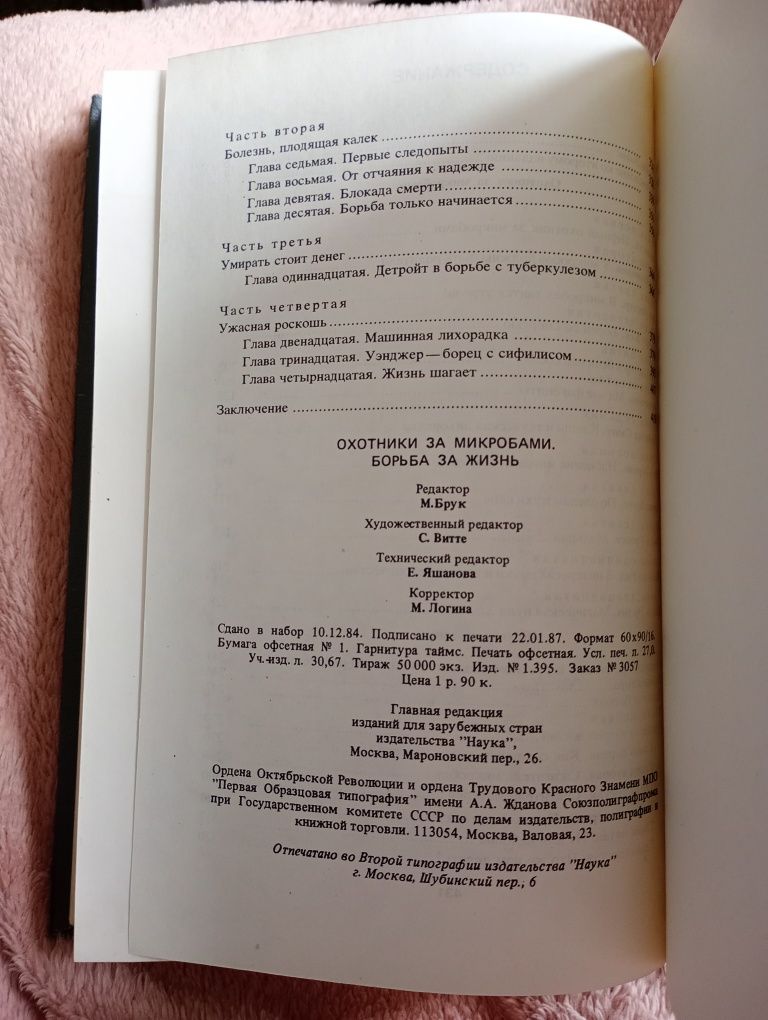 СОДЕРЖАНИЕ
Часть вторая
Болезнь, плодящая калек
Глава седьмая. Первые следопыты
Глава восьмая. От отчаяния к надежде
Глава девятая. Блокада смерти
Глава десятая. Борьба только начинается
Часть третья
Умирать стоит денег
Глава одиннадцатая. Детройт в борьбе с туберкулезом
Часть четвертая
Ужасная роскошь
Глава двенадцатая. Машинная лихорадка
Глава тринадцатая. Уэнджер — борец с сифилисом
Глава четырнадцатая. Жизнь шагает
Заключение
ОХОТНИКИ ЗА МИКРОБАМИ.
БОРЬБА ЗА ЖИЗНЬ
Редактор
М.Брук
Художественный редактор
С. Витте
Технический редактор
Е. Яшанова
Корректор
М. Логина
Сдано в набор 10.12.84. Подписано к печати 22.01.87. Формат 60х90/16.
Бумага офсетная № 1. Гарнитура таймс. Печать офсетная. Усл. печ. л.
Уч.-изд. л. 30,67. Тираж 50 000 экз. Изд. № 1.395. Заказ №3057
Цена 1 р. 90 к.
Главная редакция
изданий для зарубежных стран
издательства "Наука",
Москва, Мароновский пер., 26.
Ордена Октябрьской Революции и ордена Трудового Красного Знамени МПО
"Первая Образцовая типография" имени А.А. Жданова Союзполиграфпрома
при Государственном комитете СССР по делам издательств, полиграфии и
книжной торговли. 113054, Москва, Валовая, 23.
Отпечатано во Второй типографии издательства "Наука"
г. Москва, Шубинский пер., 6